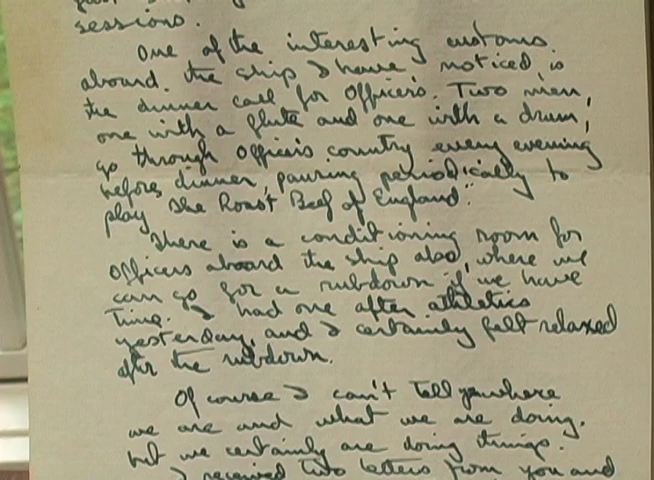 sessions.
One of the interesting customs
aboard the ship I have noticed is
the dinner call for officers. Two men,
one with a flute and one with a drum,
go through officers country every evening
before dinner, pausing periodically to
play "The Roast Beef of England."
There is a conditioning room for
officers aboard the ship also, where we
can go for a rubdown if we have
time. I had one after athletics
yesterday, and I certainly felt relaxed
after the rubdown.
Of course I can't tell you where
we are and what we are doing,
but we certainly are doing things.
I received two letters from you and